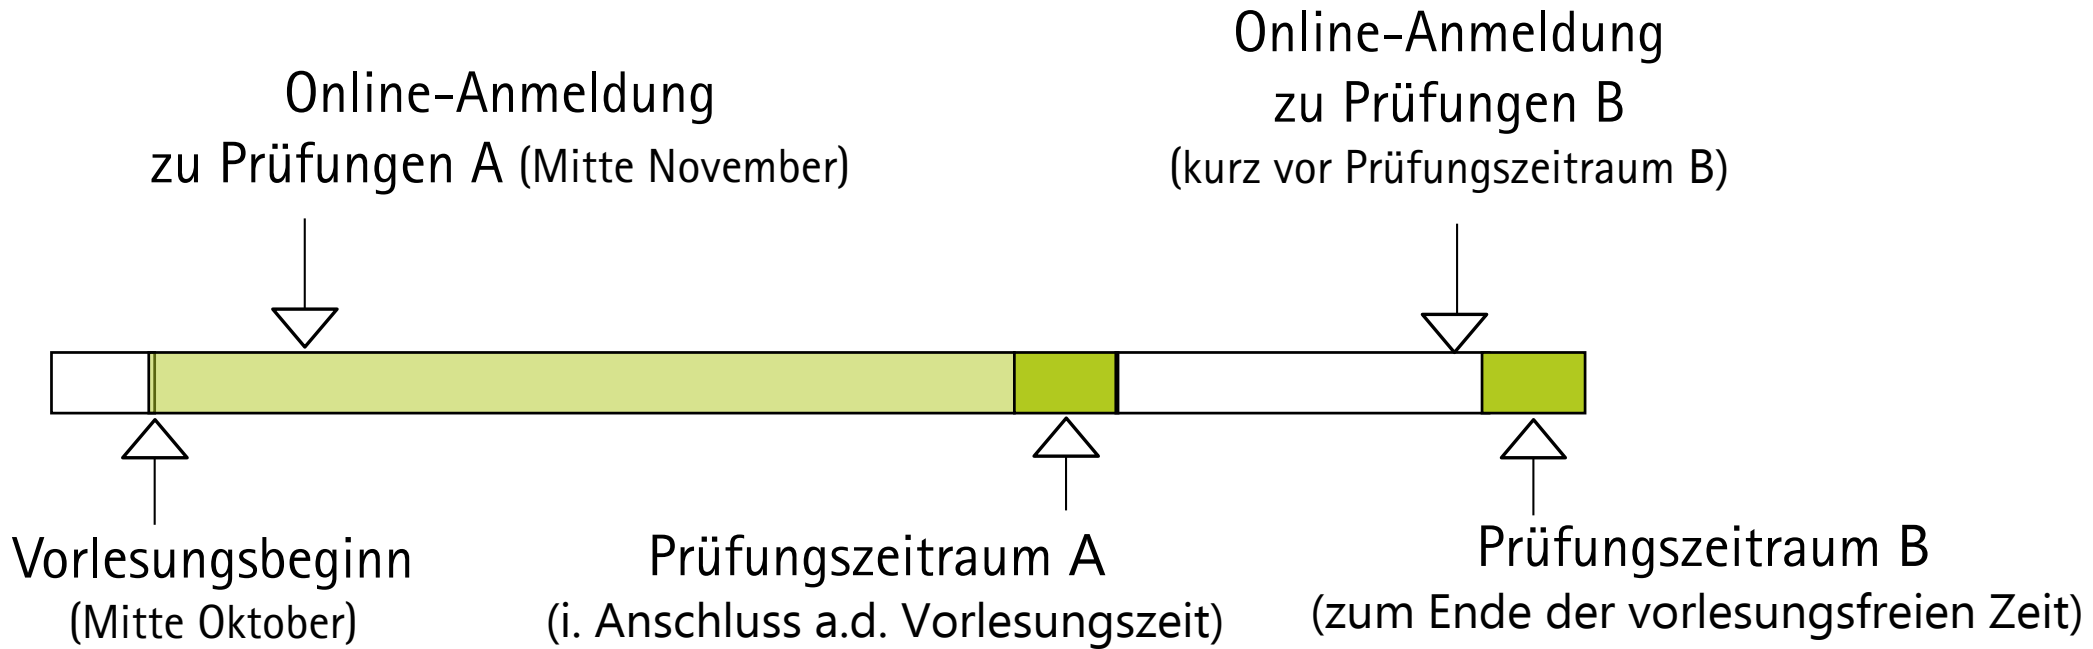 Online-Anmeldung
zu Prüfungen A (Mitte November)
Online-Anmeldung
zu Prüfungen B
(kurz vor Prüfungszeitraum B)
Vorlesungsbeginn
(Mitte Oktober)
Prüfungszeitraum A
(i. Anschluss a.d. Vorlesungszeit)
Prüfungszeitraum B
(zum Ende der vorlesungsfreien Zeit)